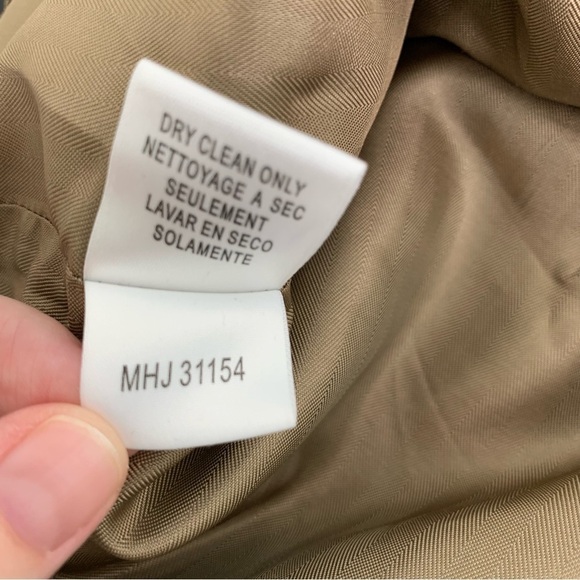 DRY CLEAN ONLY
NETTOYAGE A SEC
SEULEMENT
LAVAR EN SECO
SOLAMENTE
MHJ 31154